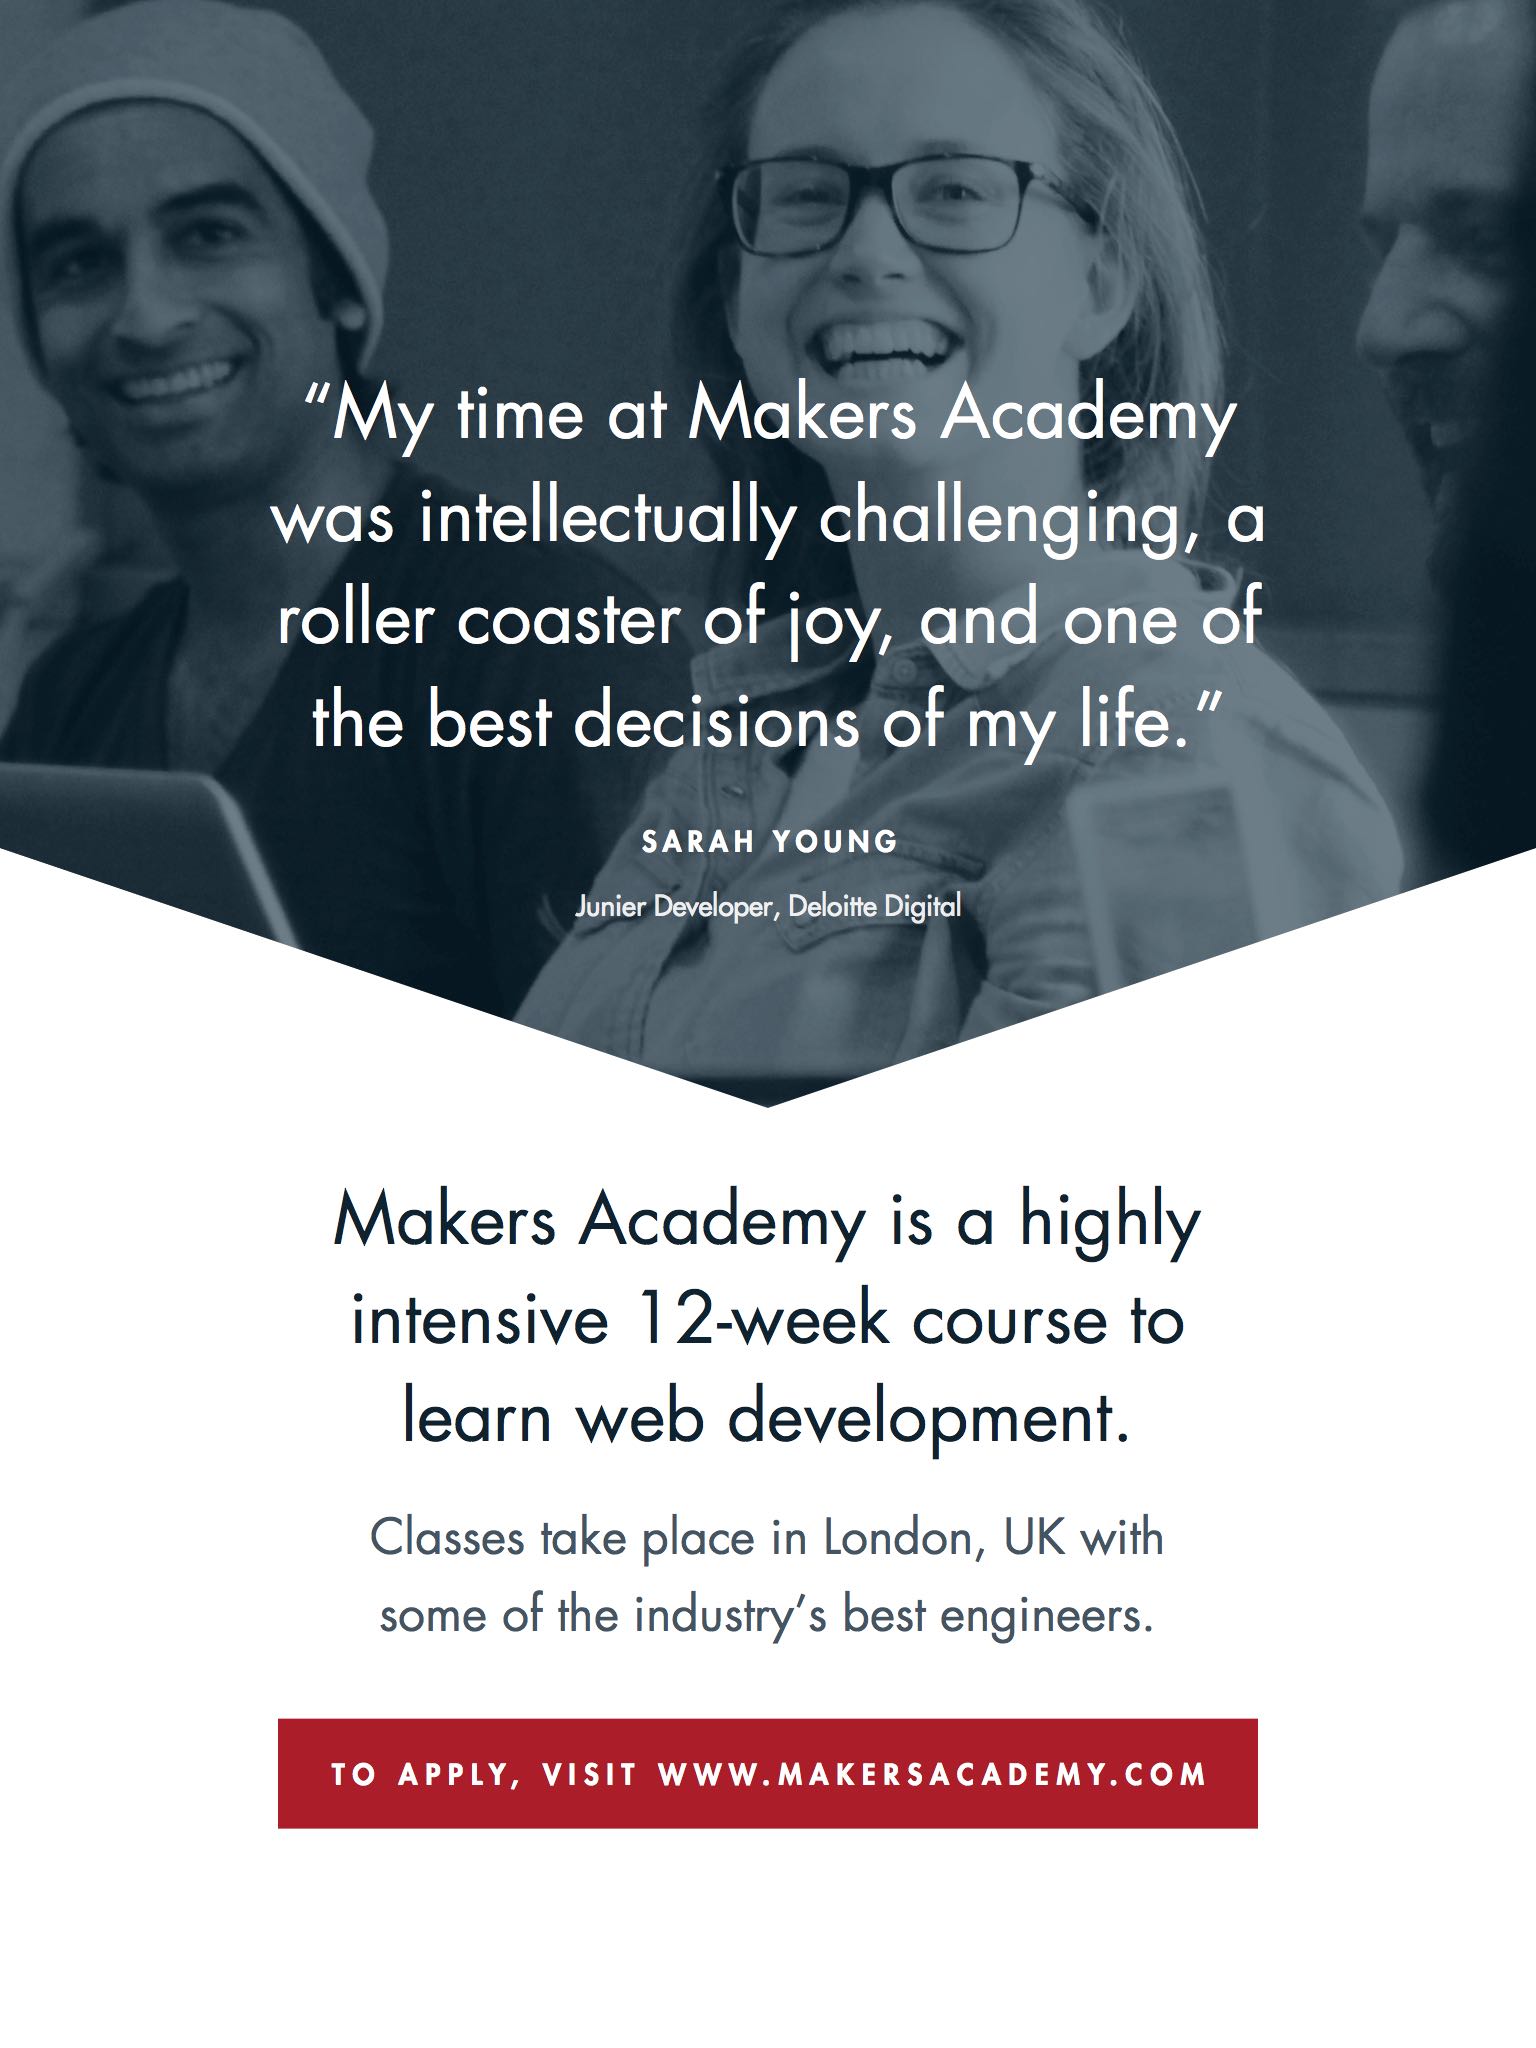 “My time at Makers Academy
was intellectually challenging, a
roller coaster of joy, and one of
the best decisions of my life.”
SARAH YOUNG
Junier Developer, Deloitte Digital
Makers Academy is a highly
intensive 12-week course to
learn web development.
Classes take place in London, UK with
some of the industry’s best engineers.
TO APPLY, VISIT WWW.MAKERSACADEMY.COM